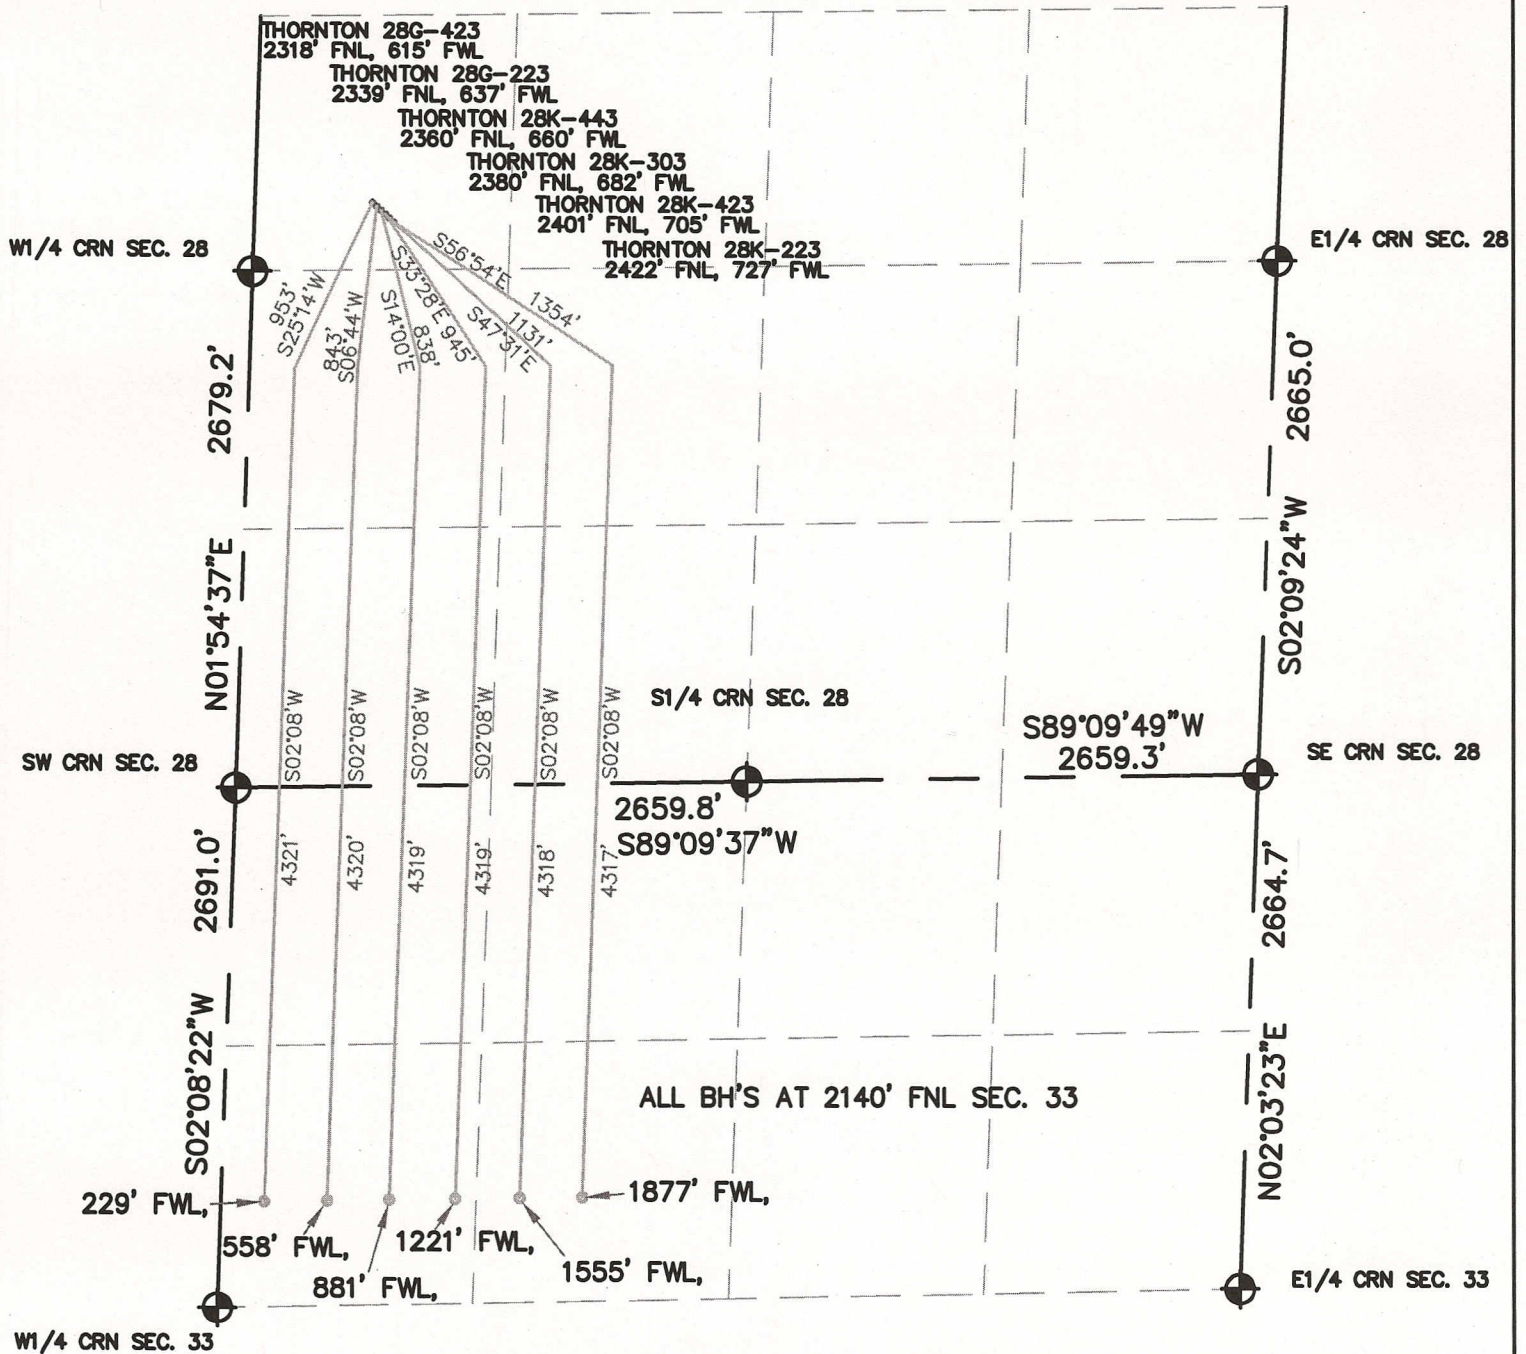 THORNTON 28G-423
2318' FNL, 615' FWL
THORNTON 28G-223
2339' FNL, 637' FWL
THORNTON 28K-443
2360' FNL, 660' FWL
THORNTON 28K-303
2380' FNL, 682' FWL
THORNTON 28K-423
2401' FNL, 705' FWL
THORNTON 28K-223
2422' FNL, 727' FWL
W1/4 CRN SEC. 28
E1/4 CRN SEC. 28
953'
S25°14'W
843'
S06°44'W
S14°00'E
838'
S33°28'E 945'
S47°31'E
1131'
S56°54'E
1354'
2679.2'
N01°54'37"E
2665.0'
S02°09'24"W
S02°08'W
S02°08'W
S02°08'W
S02°08'W
S02°08'W
S02°08'W
S1/4 CRN SEC. 28
S89°09'49"W
2659.3'
SW CRN SEC. 28
SE CRN SEC. 28
2659.8'
S89°09'37"W
4321'
4320'
4319'
4319'
4318'
4317'
2691.0'
S02°08'22"W
2664.7'
N02°03'23"E
ALL BH'S AT 2140' FNL SEC. 33
229' FWL,
558' FWL,
881' FWL,
1221' FWL,
1555' FWL,
1877' FWL,
E1/4 CRN SEC. 33
W1/4 CRN SEC. 33